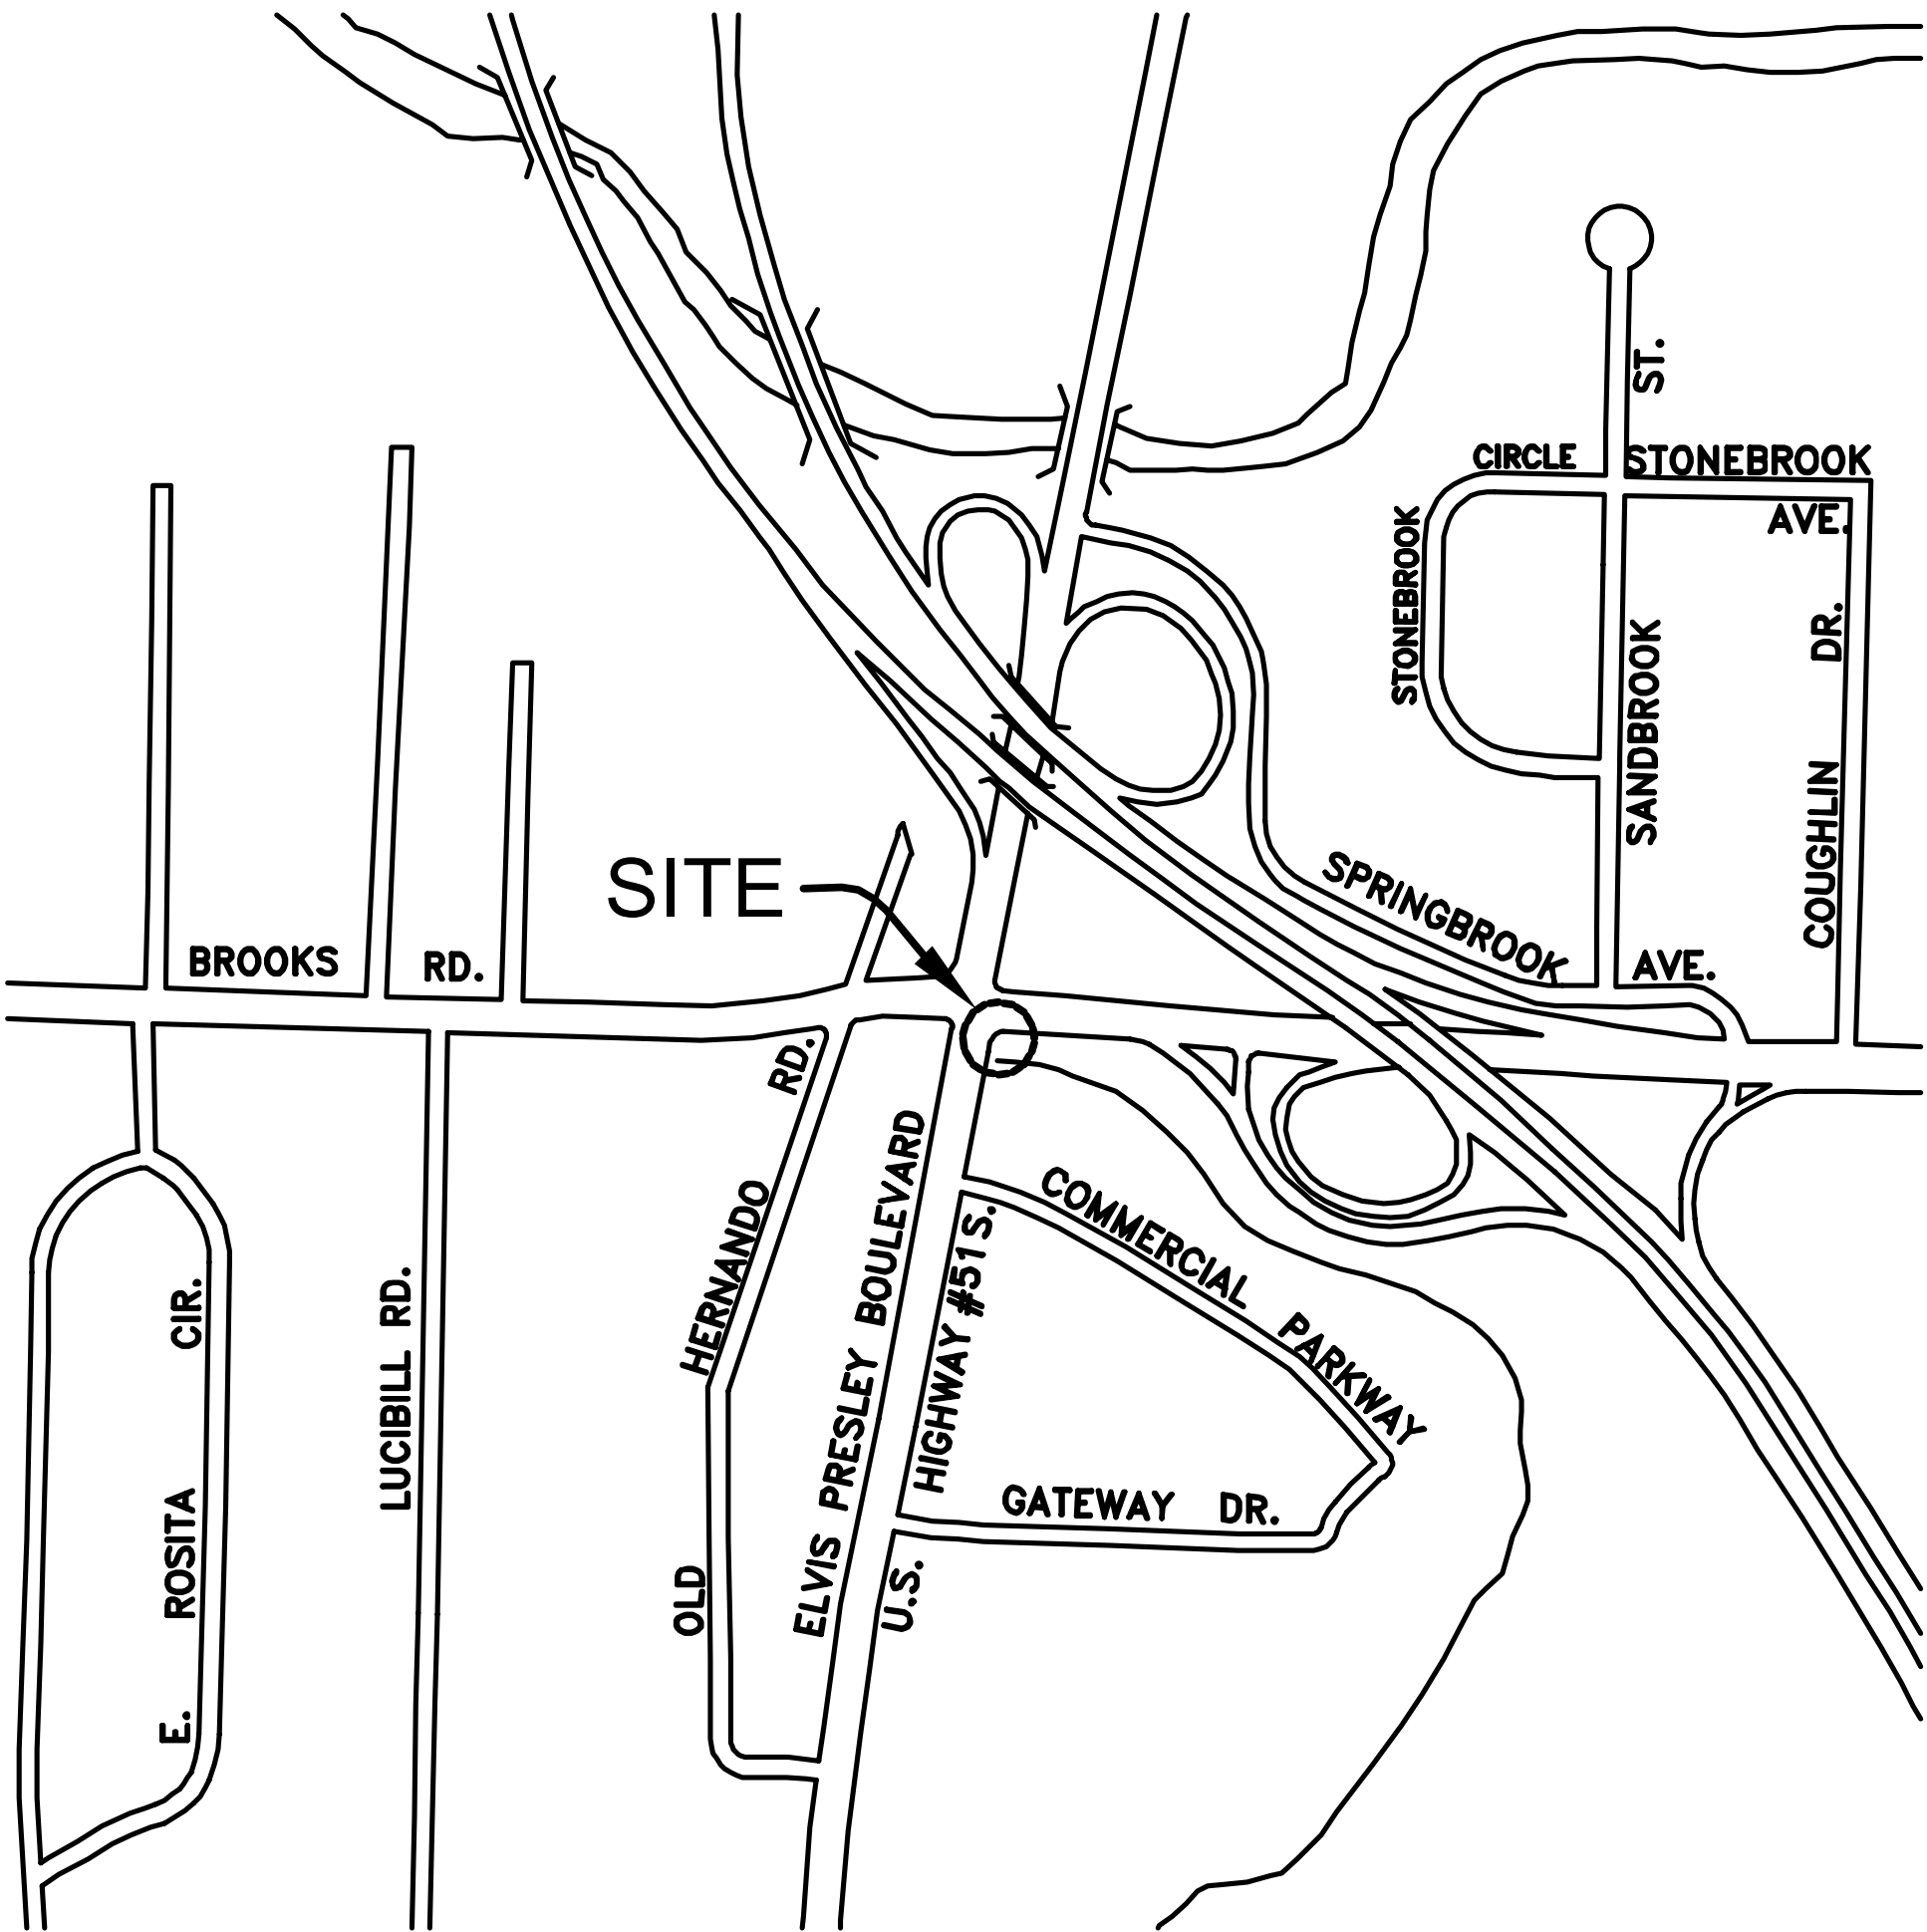 ST.
CIRCLE
STONEBROOK
AVE.
STONEBROOK
SANDBROOK
COUGHLIN DR.
SITE
SPRINGBROOK AVE.
BROOKS RD.
OLD HERNANDO RD.
ELVIS PRESLEY BOULEVARD
U.S. HIGHWAY #51S.
COMMERCIAL PARKWAY
GATEWAY DR.
LUCIBILL RD.
E. ROSITA CIR.